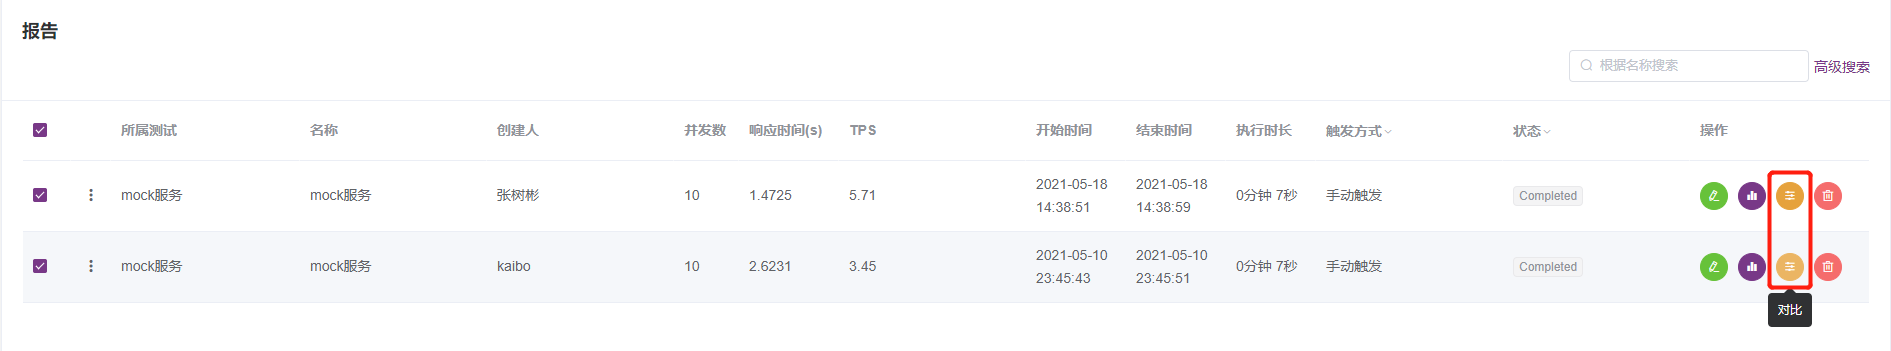 报告
根据名称搜索 高级搜索
所属测试 名称 创建人 并发数 响应时间(s) TPS 开始时间 结束时间 执行时长 触发方式 状态 操作
mock服务 mock服务 张树彬 10 1.4725 5.71 2021-05-18 14:38:51 2021-05-18 14:38:59 0分钟 7秒 手动触发 Completed
mock服务 mock服务 kaibo 10 2.6231 3.45 2021-05-10 23:45:43 2021-05-10 23:45:51 0分钟 7秒 手动触发 Completed
对比